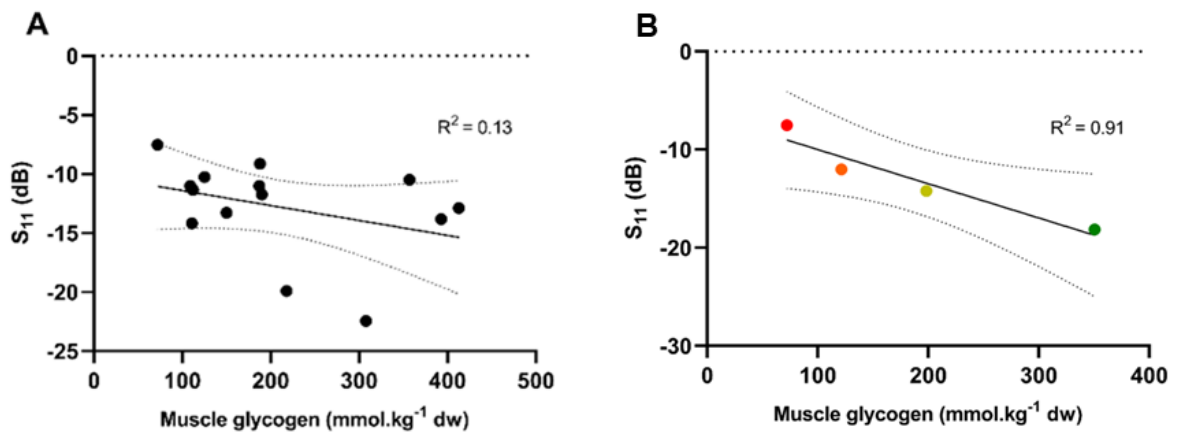 A
0
-5
-10
-15
-20
-25
S₁₁ (dB)
R² = 0.13
0 100 200 300 400 500
Muscle glycogen (mmol.kg⁻¹ dw)
B
0
-10
-20
-30
S₁₁ (dB)
R² = 0.91
0 100 200 300 400
Muscle glycogen (mmol.kg⁻¹ dw)